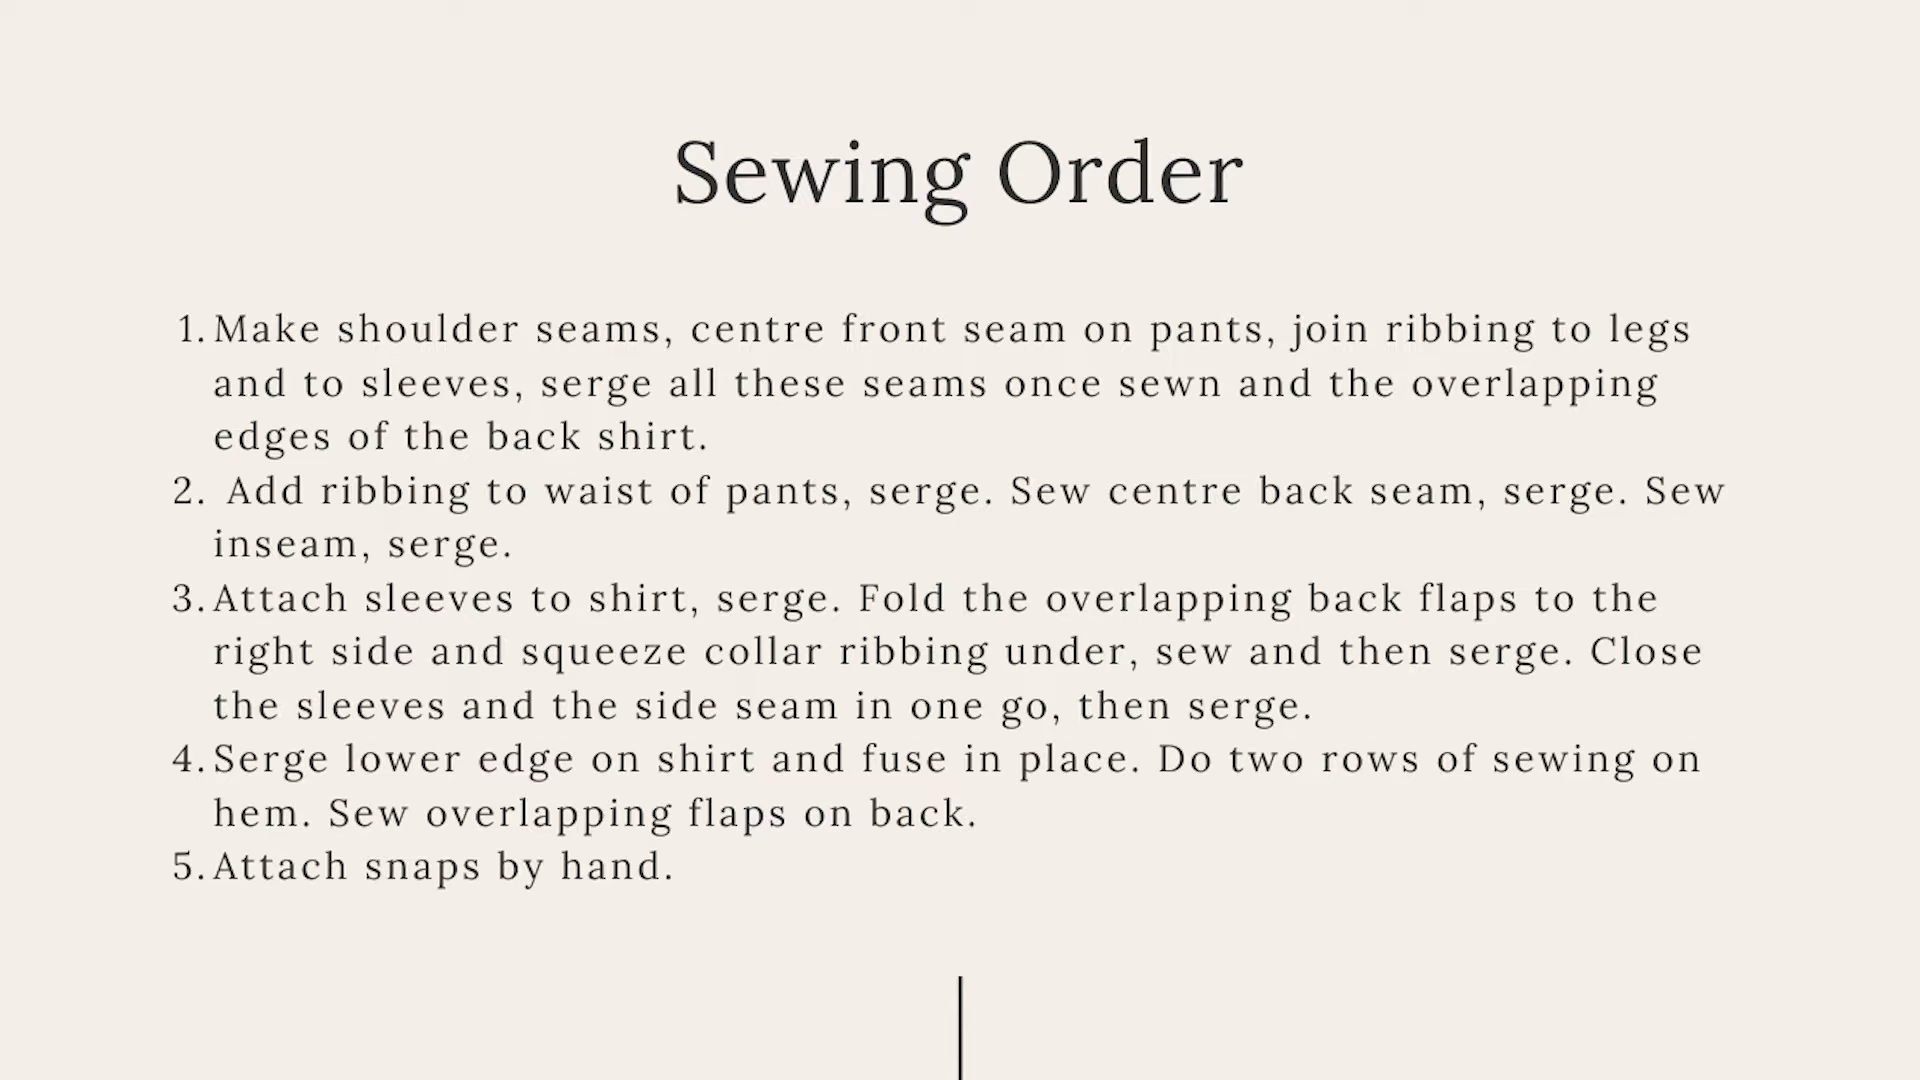 Sewing Order
1. Make shoulder seams, centre front seam on pants, join ribbing to legs
and to sleeves, serge all these seams once sewn and the overlapping
edges of the back shirt.
2. Add ribbing to waist of pants, serge. Sew centre back seam, serge. Sew
inseam, serge.
3. Attach sleeves to shirt, serge. Fold the overlapping back flaps to the
right side and squeeze collar ribbing under, sew and then serge. Close
the sleeves and the side seam in one go, then serge.
4. Serge lower edge on shirt and fuse in place. Do two rows of sewing on
hem. Sew overlapping flaps on back.
5. Attach snaps by hand.